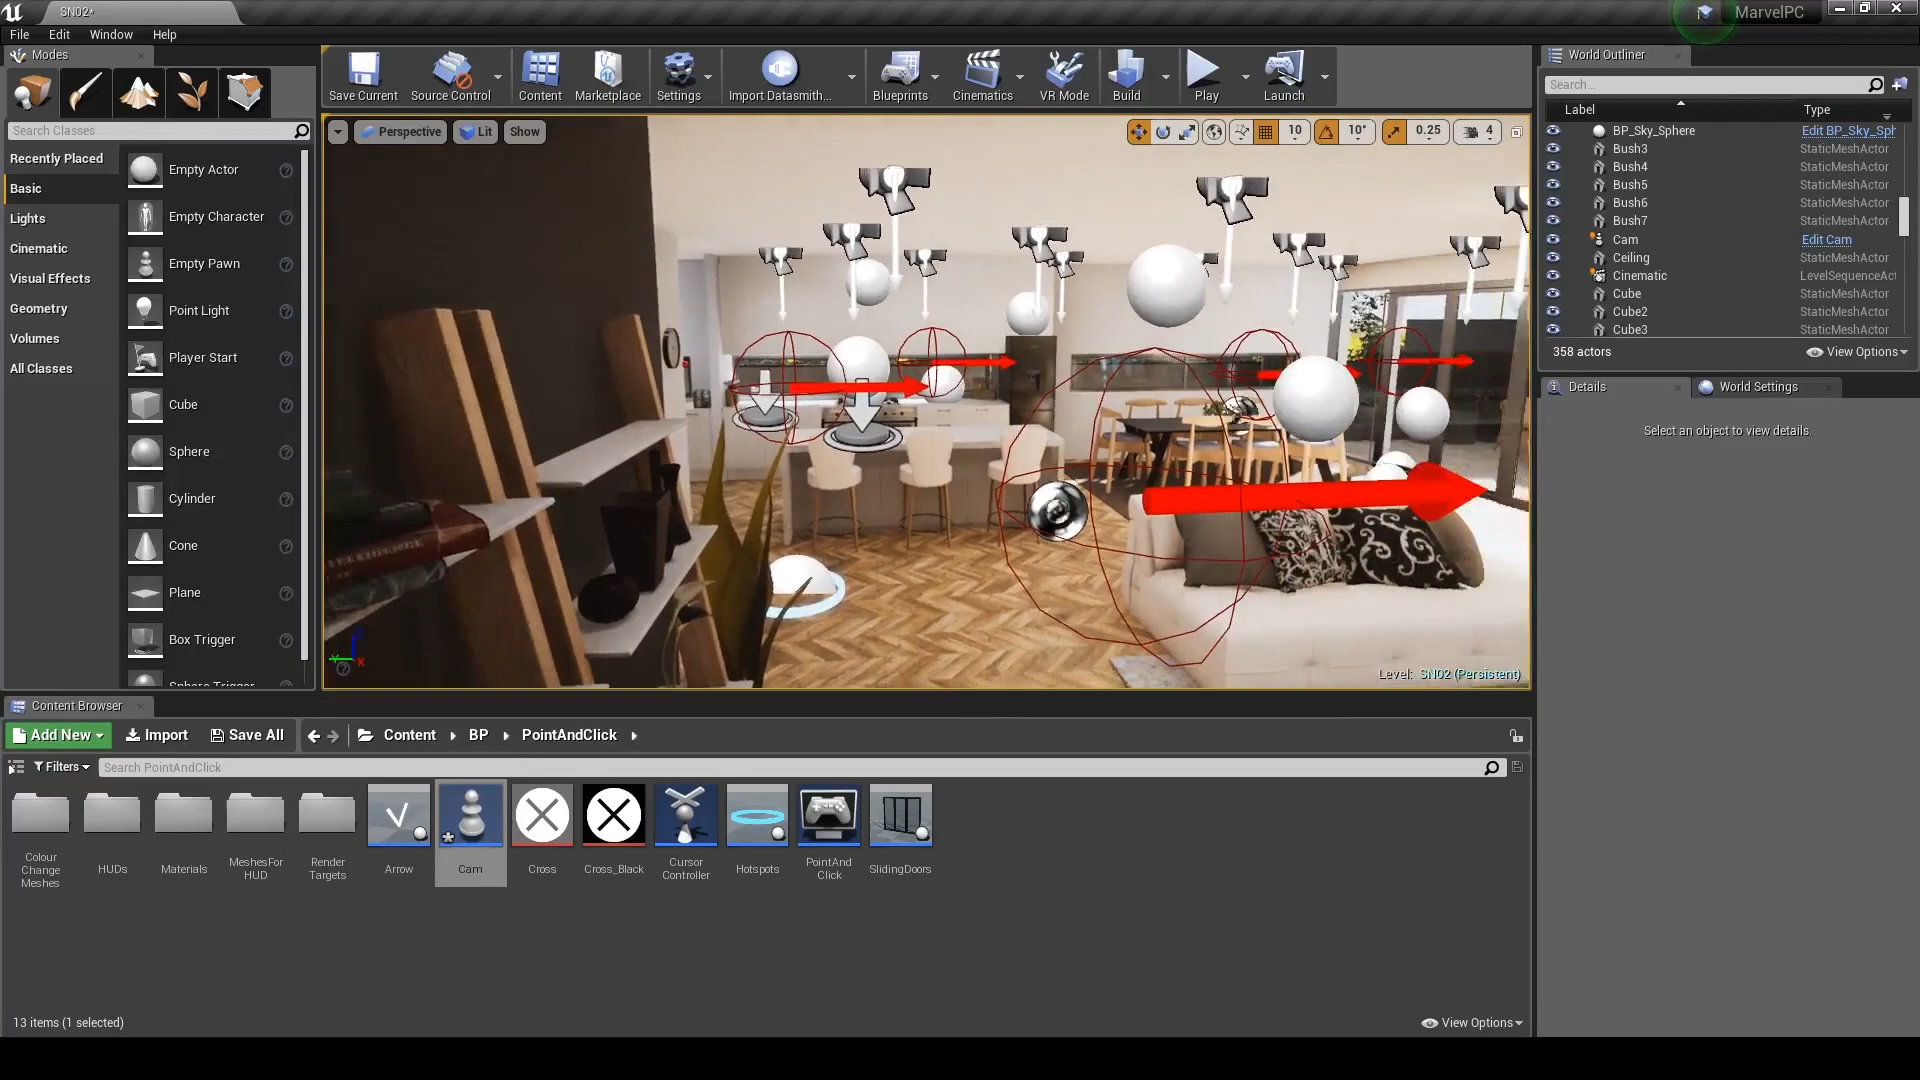 SN02*
MarvelPC
File Edit Window Help
Modes
Save Current
Source Control
Content
Marketplace
Settings
Import Datasmith...
Blueprints
Cinematics
VR Mode
Build
Play
Launch
Search Classes
Recently Placed
Basic
Lights
Cinematic
Visual Effects
Geometry
Volumes
All Classes
Empty Actor
Empty Character
Empty Pawn
Point Light
Player Start
Cube
Sphere
Cylinder
Cone
Plane
Box Trigger
Sphere Trigger
Perspective
Lit
Show
10
10°
0.25
4
Level: SN02 (Persistent)
World Outliner
Search...
Label Type
BP_Sky_Sphere Edit BP_Sky_Sph
Bush3 StaticMeshActor
Bush4 StaticMeshActor
Bush5 StaticMeshActor
Bush6 StaticMeshActor
Bush7 StaticMeshActor
Cam Edit Cam
Ceiling StaticMeshActor
Cinematic LevelSequenceAct
Cube StaticMeshActor
Cube2 StaticMeshActor
Cube3 StaticMeshActor
358 actors
View Options
Details
World Settings
Select an object to view details.
Content Browser
Add New
Import
Save All
Content
BP
PointAndClick
Filters
Search PointAndClick
Colour
Change
Meshes
HUDs
Materials
MeshesFor
HUD
Render
Targets
Arrow
Cam
Cross
Cross_Black
Cursor
Controller
Hotspots
PointAnd
Click
SlidingDoors
13 items (1 selected)
View Options